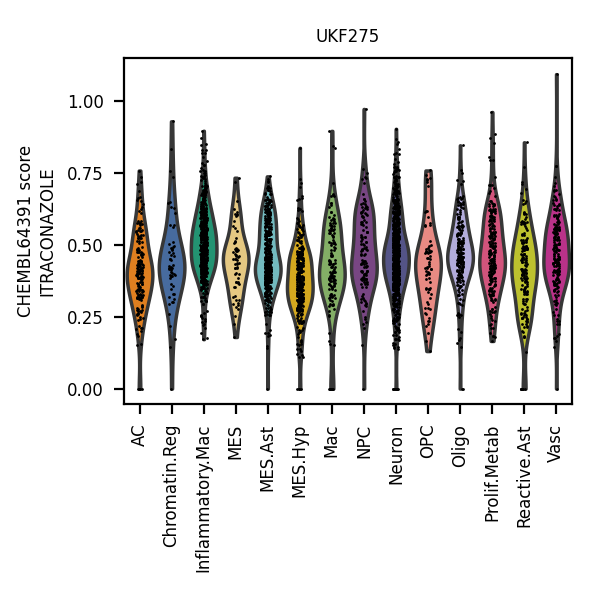 UKF275
CHEMBL64391 score
ITRACONAZOLE
1.00
0.75
0.50
0.25
0.00
AC
Chromatin.Reg
Inflammatory.Mac
MES
MES.Ast
MES.Hyp
Mac
NPC
Neuron
OPC
Oligo
Prolif.Metab
Reactive.Ast
Vasc